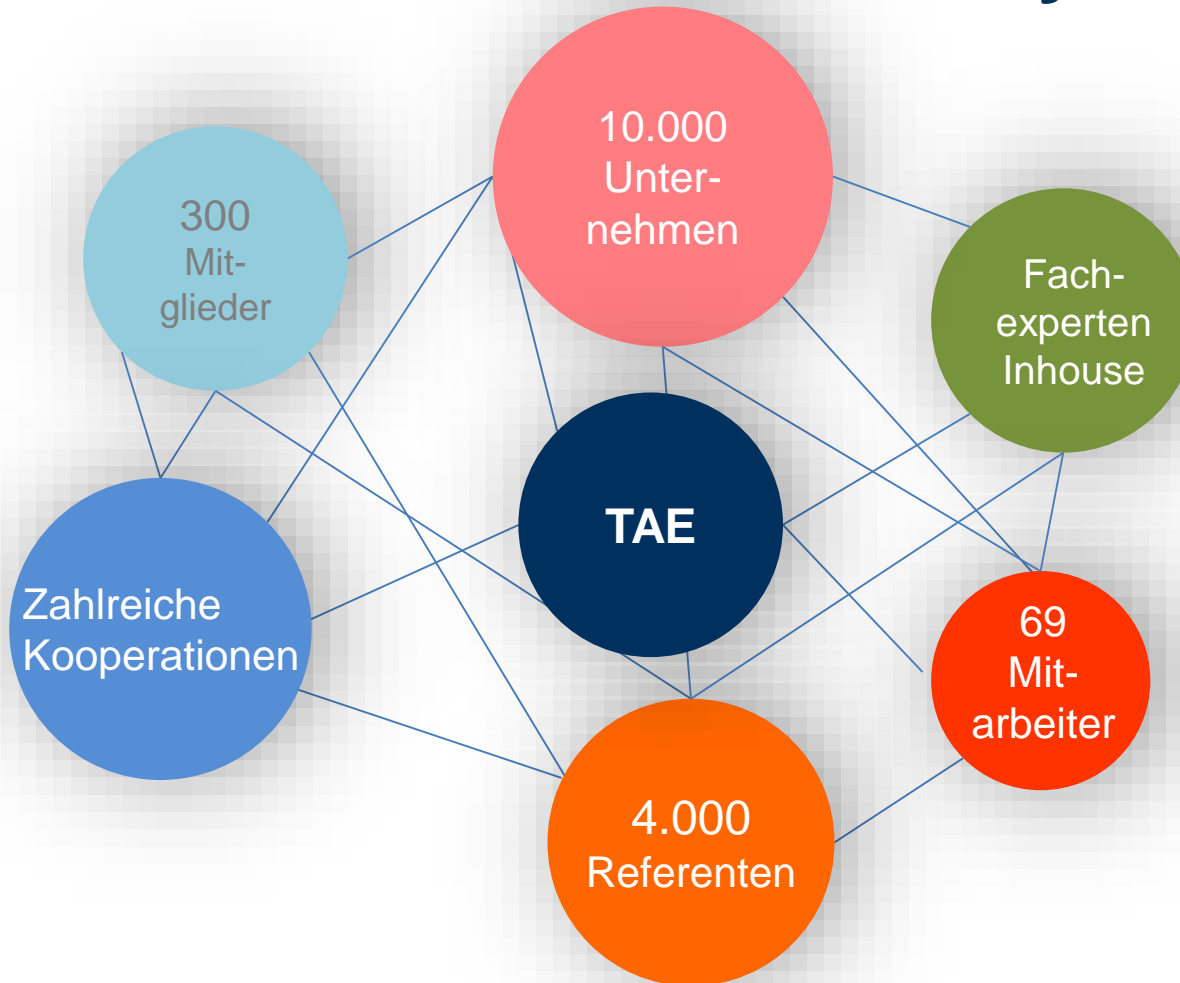 10.000
Unter-
nehmen
300
Mit-
glieder
Fach-
experten
Inhouse
TAE
Zahlreiche
Kooperationen
69
Mit-
arbeiter
4.000
Referenten